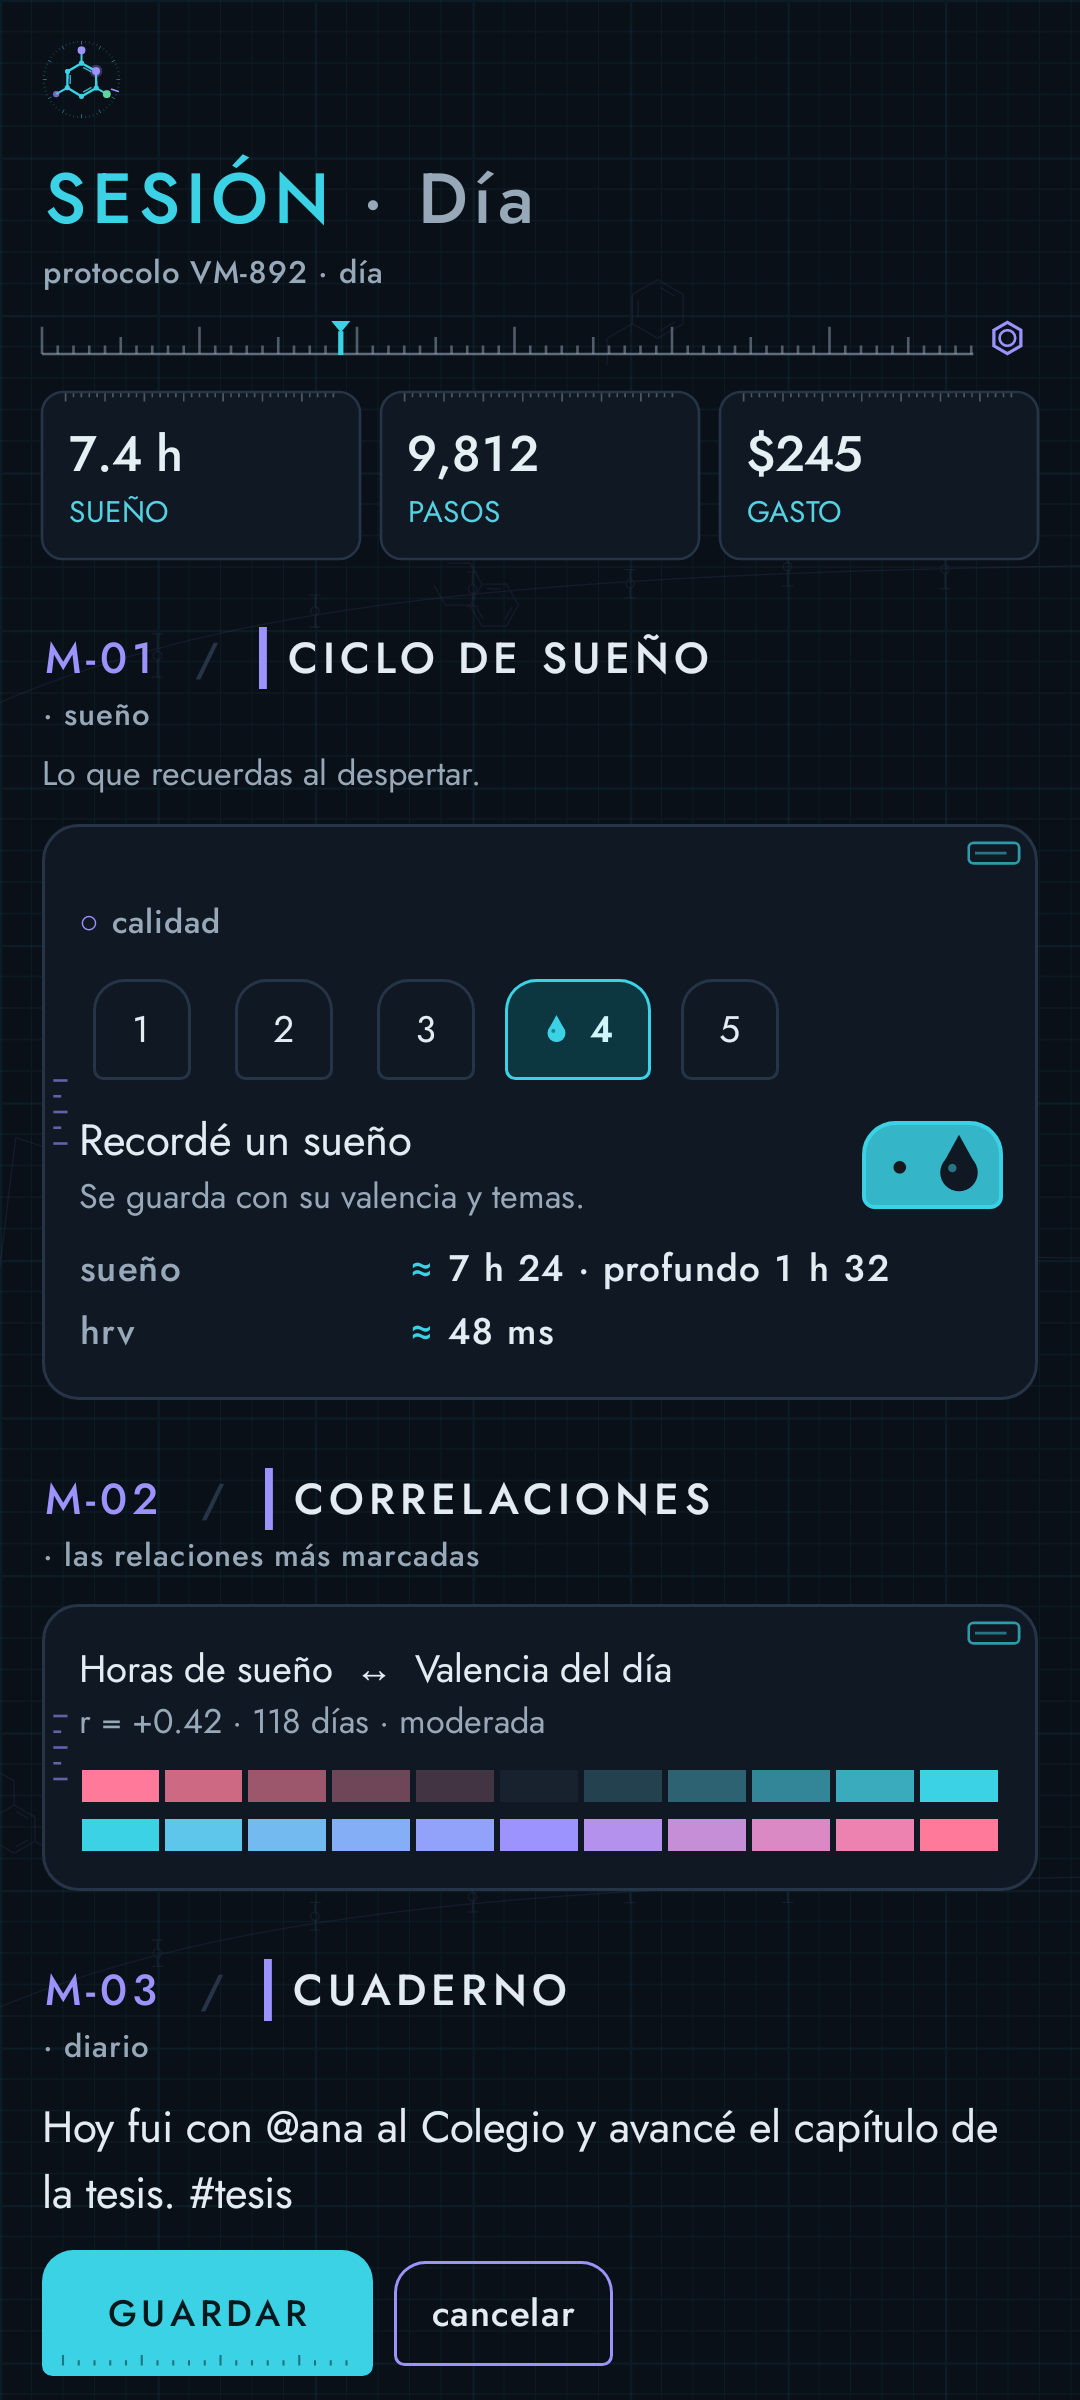 SESIÓN · Día
protocolo VM-892 · día
7.4 h
SUEÑO
9,812
PASOS
$245
GASTO
M-01 / CICLO DE SUEÑO
· sueño
Lo que recuerdas al despertar.
calidad
1 2 3 4 5
Recordé un sueño
Se guarda con su valencia y temas.
sueño ≈ 7 h 24 · profundo 1 h 32
hrv ≈ 48 ms
M-02 / CORRELACIONES
· las relaciones más marcadas
Horas de sueño ↔ Valencia del día
r = +0.42 · 118 días · moderada
M-03 / CUADERNO
· diario
Hoy fui con @ana al Colegio y avancé el capítulo de
la tesis. #tesis
GUARDAR cancelar